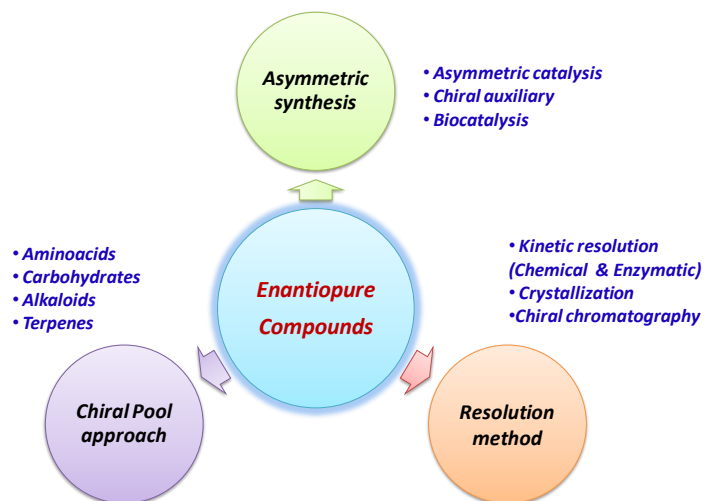 Asymmetric
synthesis
• Asymmetric catalysis
• Chiral auxiliary
• Biocatalysis
Enantiopure
Compounds
• Aminoacids
• Carbohydrates
• Alkaloids
• Terpenes
Chiral Pool
approach
• Kinetic resolution
(Chemical & Enzymatic)
• Crystallization
•Chiral chromatography
Resolution
method